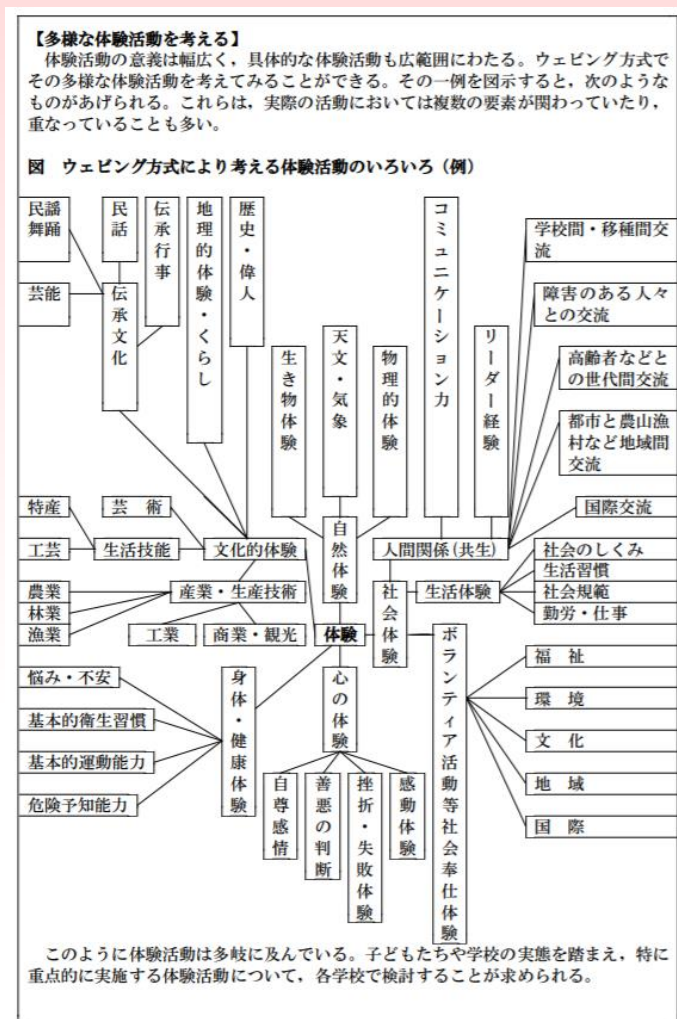 【多様な体験活動を考える】
体験活動の意義は幅広く，具体的な体験活動も広範囲にわたる。ウェビング方式で
その多様な体験活動を考えてみることができる。その一例を図示すると，次のような
ものがあげられる。これらは，実際の活動においては複数の要素が関わっていたり，
重なっていることも多い。
図　ウェビング方式により考える体験活動のいろいろ（例）
民謡
舞踊
民話
伝承行事
地理的体験・くらし
歴史・偉人
コミュニケーション力
学校間・移種間交
流
芸能
伝承文化
障害のある人々
との交流
生き物体験
天文・気象
物理的体験
リーダー経験
高齢者などと
の世代間交流
都市と農山漁
村など地域間
交流
特産
芸　術
国際交流
工芸
生活技能
文化的体験
自然体験
人間関係（共生）
社会のしくみ
生活習慣
社会規範
勤労・仕事
農業
林業
漁業
産業・生産技術
社会体験
生活体験
工業
商業・観光
体験
ボランティア活動等社会奉仕体験
福　祉
環　境
文　化
地　域
国　際
悩み・不安
基本的衛生習慣
基本的運動能力
危険予知能力
身体・健康体験
心の体験
自尊感情
善悪の判断
挫折・失敗体験
感動体験
このように体験活動は多岐に及んでいる。子どもたちや学校の実態を踏まえ，特に
重点的に実施する体験活動について，各学校で検討することが求められる。